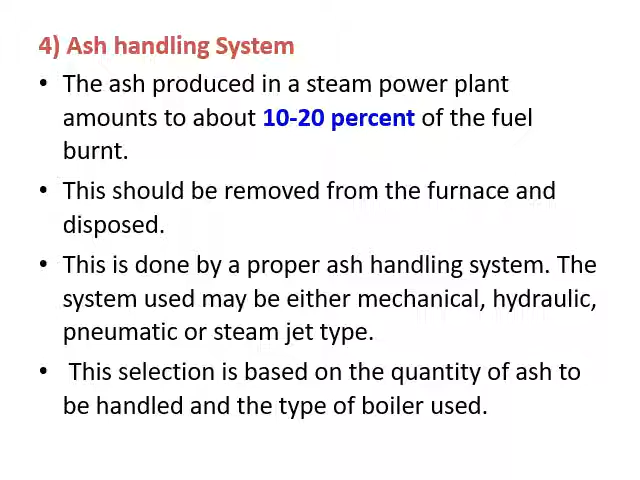 4) Ash handling System
• The ash produced in a steam power plant
amounts to about 10-20 percent of the fuel
burnt.
• This should be removed from the furnace and
disposed.
• This is done by a proper ash handling system. The
system used may be either mechanical, hydraulic,
pneumatic or steam jet type.
• This selection is based on the quantity of ash to
be handled and the type of boiler used.